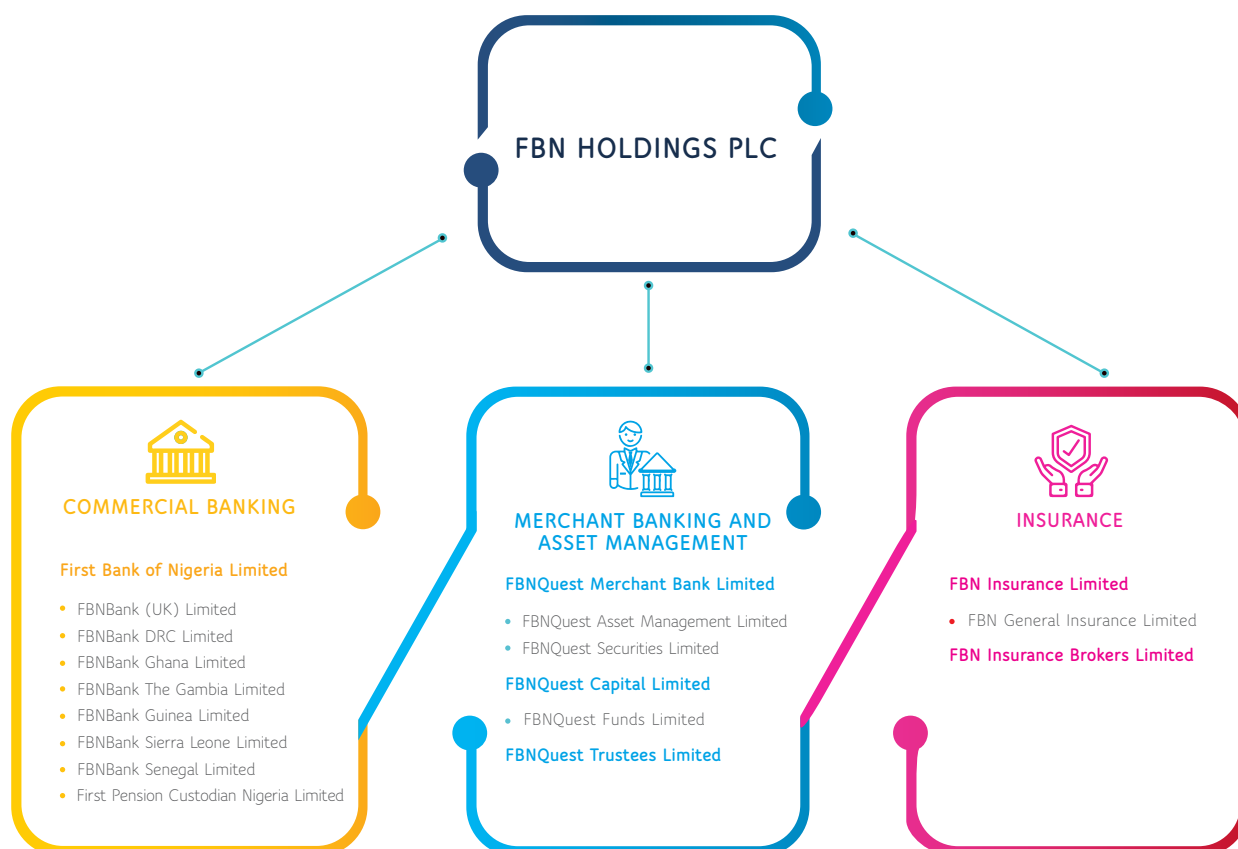 FBN HOLDINGS PLC
COMMERCIAL BANKING
First Bank of Nigeria Limited
FBNBank (UK) Limited
FBNBank DRC Limited
FBNBank Ghana Limited
FBNBank The Gambia Limited
FBNBank Guinea Limited
FBNBank Sierra Leone Limited
FBNBank Senegal Limited
First Pension Custodian Nigeria Limited
MERCHANT BANKING AND
ASSET MANAGEMENT
FBNQuest Merchant Bank Limited
FBNQuest Asset Management Limited
FBNQuest Securities Limited
FBNQuest Capital Limited
FBNQuest Funds Limited
FBNQuest Trustees Limited
INSURANCE
FBN Insurance Limited
FBN General Insurance Limited
FBN Insurance Brokers Limited